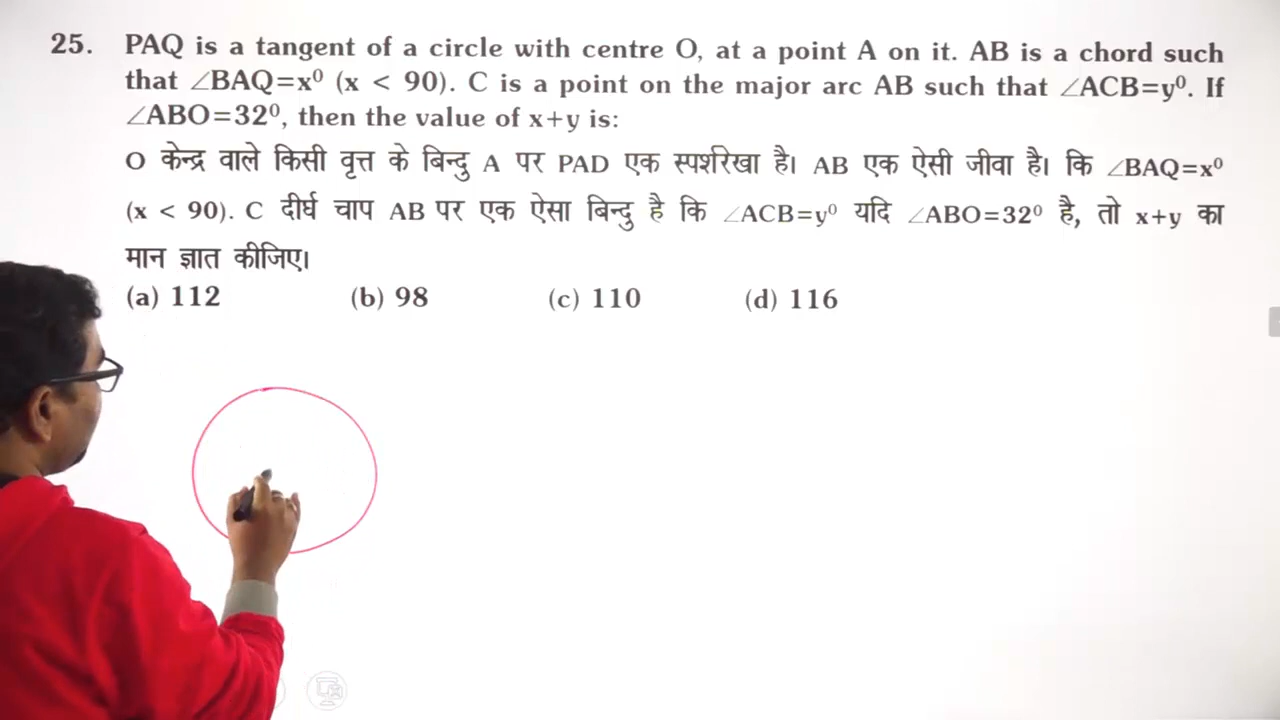 25. PAQ is a tangent of a circle with centre O, at a point A on it. AB is a chord such
that ∠BAQ=x⁰ (x < 90). C is a point on the major arc AB such that ∠ACB=y⁰. If
∠ABO=32⁰, then the value of x+y is:
O केन्द्र वाले किसी वृत्त के बिन्दु A पर PAD एक स्पर्शरेखा है। AB एक ऐसी जीवा है। कि ∠BAQ=x⁰
(x < 90). C दीर्घ चाप AB पर एक ऐसा बिन्दु है कि ∠ACB=y⁰ यदि ∠ABO=32⁰ है, तो x+y का
मान ज्ञात कीजिए।
(a) 112 (b) 98 (c) 110 (d) 116